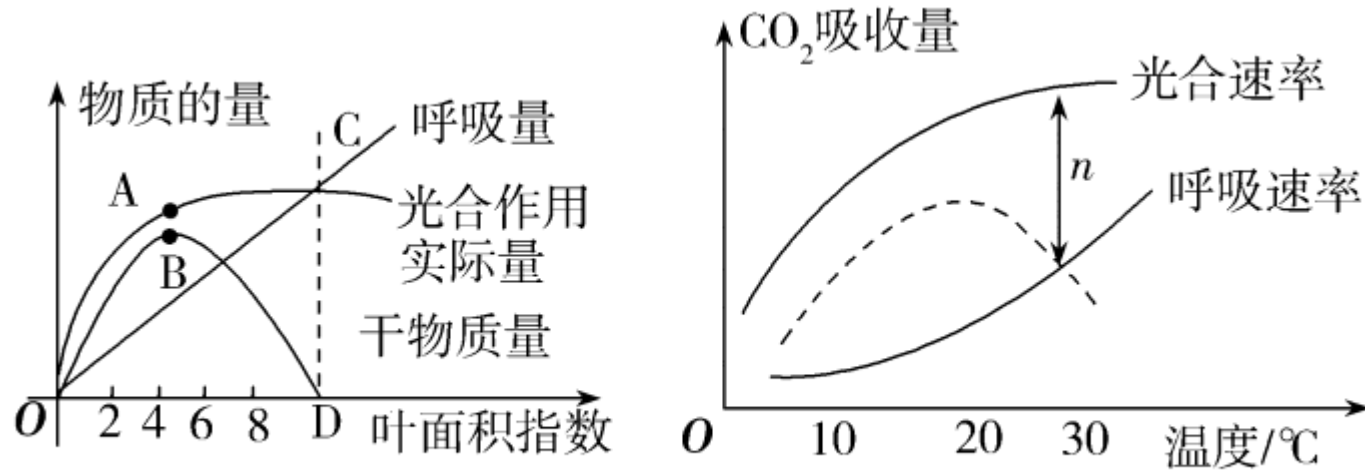 物质的量
C
呼吸量
A
B
光合作用
实际量
干物质量
O 2 4 6 8 D 叶面积指数
CO₂吸收量
光合速率
n
呼吸速率
O 10 20 30 温度/℃